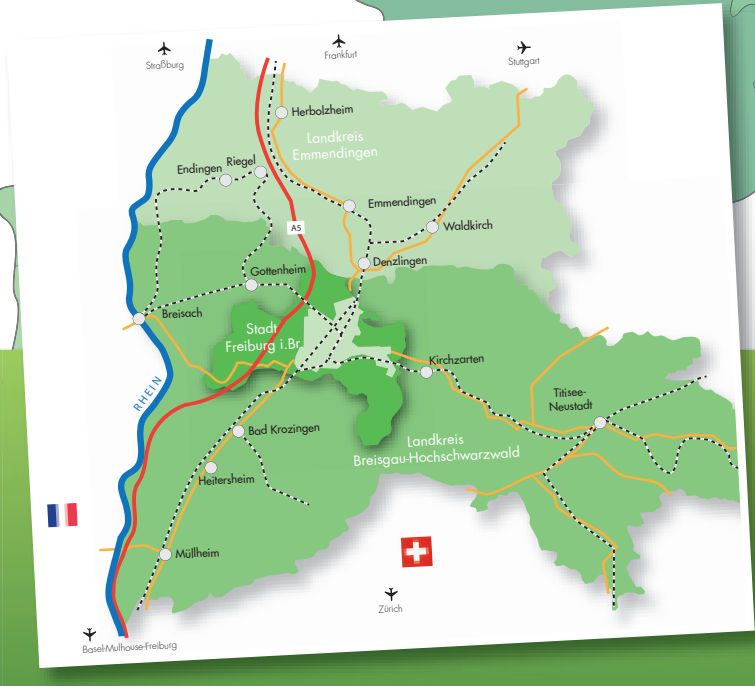 Straßburg
Frankfurt
Stuttgart
Herbolzheim
Landkreis
Emmendingen
Endingen
Riegel
Emmendingen
Waldkirch
A5
Denzlingen
Gottenheim
Breisach
Stadt
Freiburg i.Br.
Kirchzarten
RHEIN
Titisee-
Neustadt
Bad Krozingen
Landkreis
Breisgau-Hochschwarzwald
Heitersheim
Müllheim
Zürich
Basel-Mulhouse-Freiburg